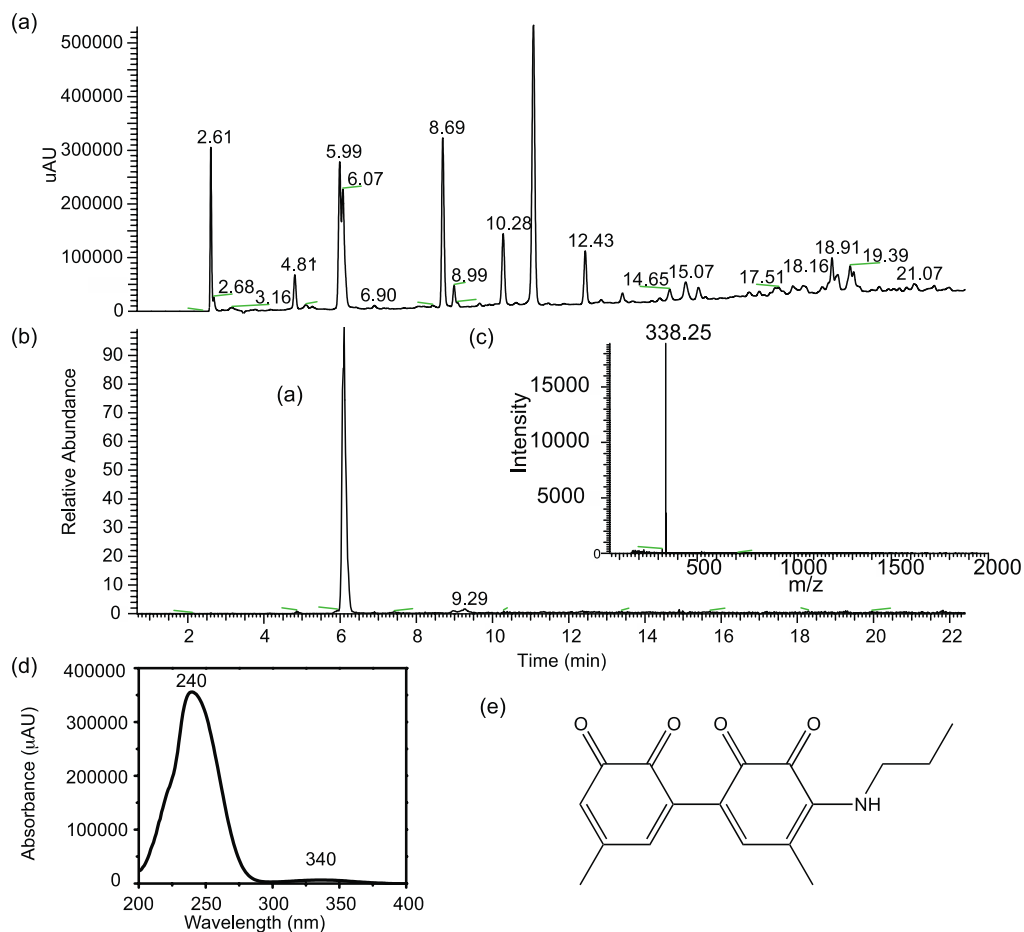 (a)
500000
400000
300000
200000
100000
0
uAU
2.61
2.68
3.16
4.81
5.99
6.07
6.90
8.69
8.99
10.28
12.43
14.65
15.07
17.51
18.16
18.91
19.39
21.07
(b)
90
80
70
60
50
40
30
20
10
0
Relative Abundance
(a)
9.29
2 4 6 8 10 12 14 16 18 20 22
Time (min)
(c)
338.25
15000
10000
5000
0
Intensity
500 1000 1500 2000
m/z
(d)
400000
300000
200000
100000
0
Absorbance (µAU)
240
340
200 250 300 350 400
Wavelength (nm)
(e)
O O O O
NH